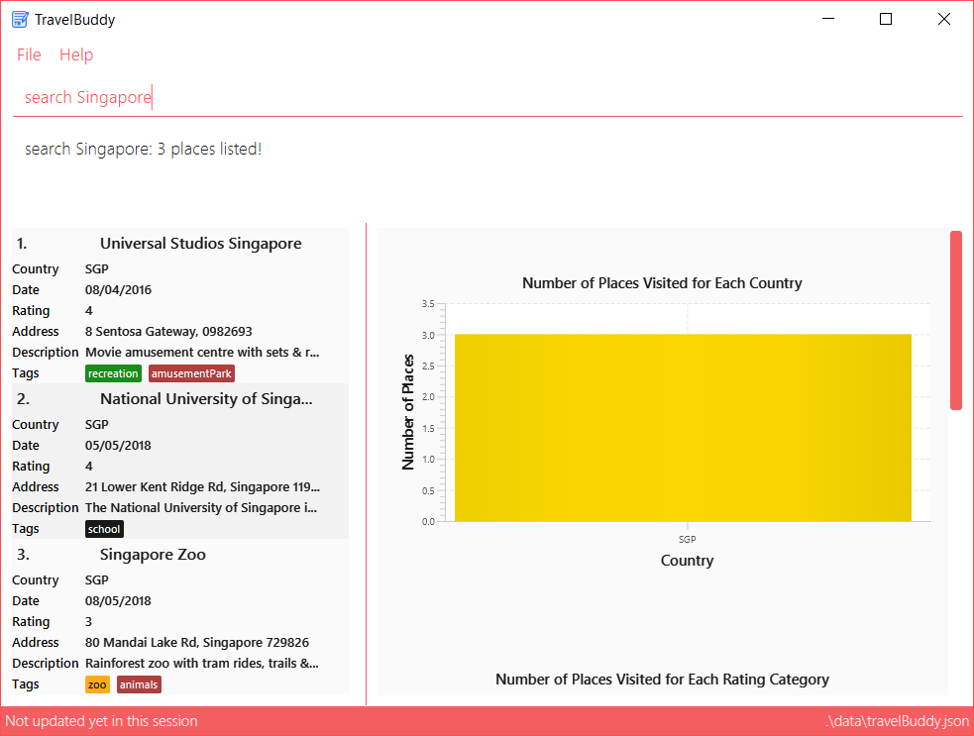 TravelBuddy
File Help
search Singapore
search Singapore: 3 places listed!
1. Universal Studios Singapore
Country SGP
Date 08/04/2016
Rating 4
Address 8 Sentosa Gateway, 0982693
Description Movie amusement centre with sets & r...
Tags recreation amusementPark
2. National University of Singa...
Country SGP
Date 05/05/2018
Rating 4
Address 21 Lower Kent Ridge Rd, Singapore 119...
Description The National University of Singapore i...
Tags school
3. Singapore Zoo
Country SGP
Date 08/05/2018
Rating 3
Address 80 Mandai Lake Rd, Singapore 729826
Description Rainforest zoo with tram rides, trails &...
Tags zoo animals
Number of Places Visited for Each Country
Number of Places
3.5
3.0
2.5
2.0
1.5
1.0
0.5
0.0
SGP
Country
Number of Places Visited for Each Rating Category
Not updated yet in this session
.\data\travelBuddy.json